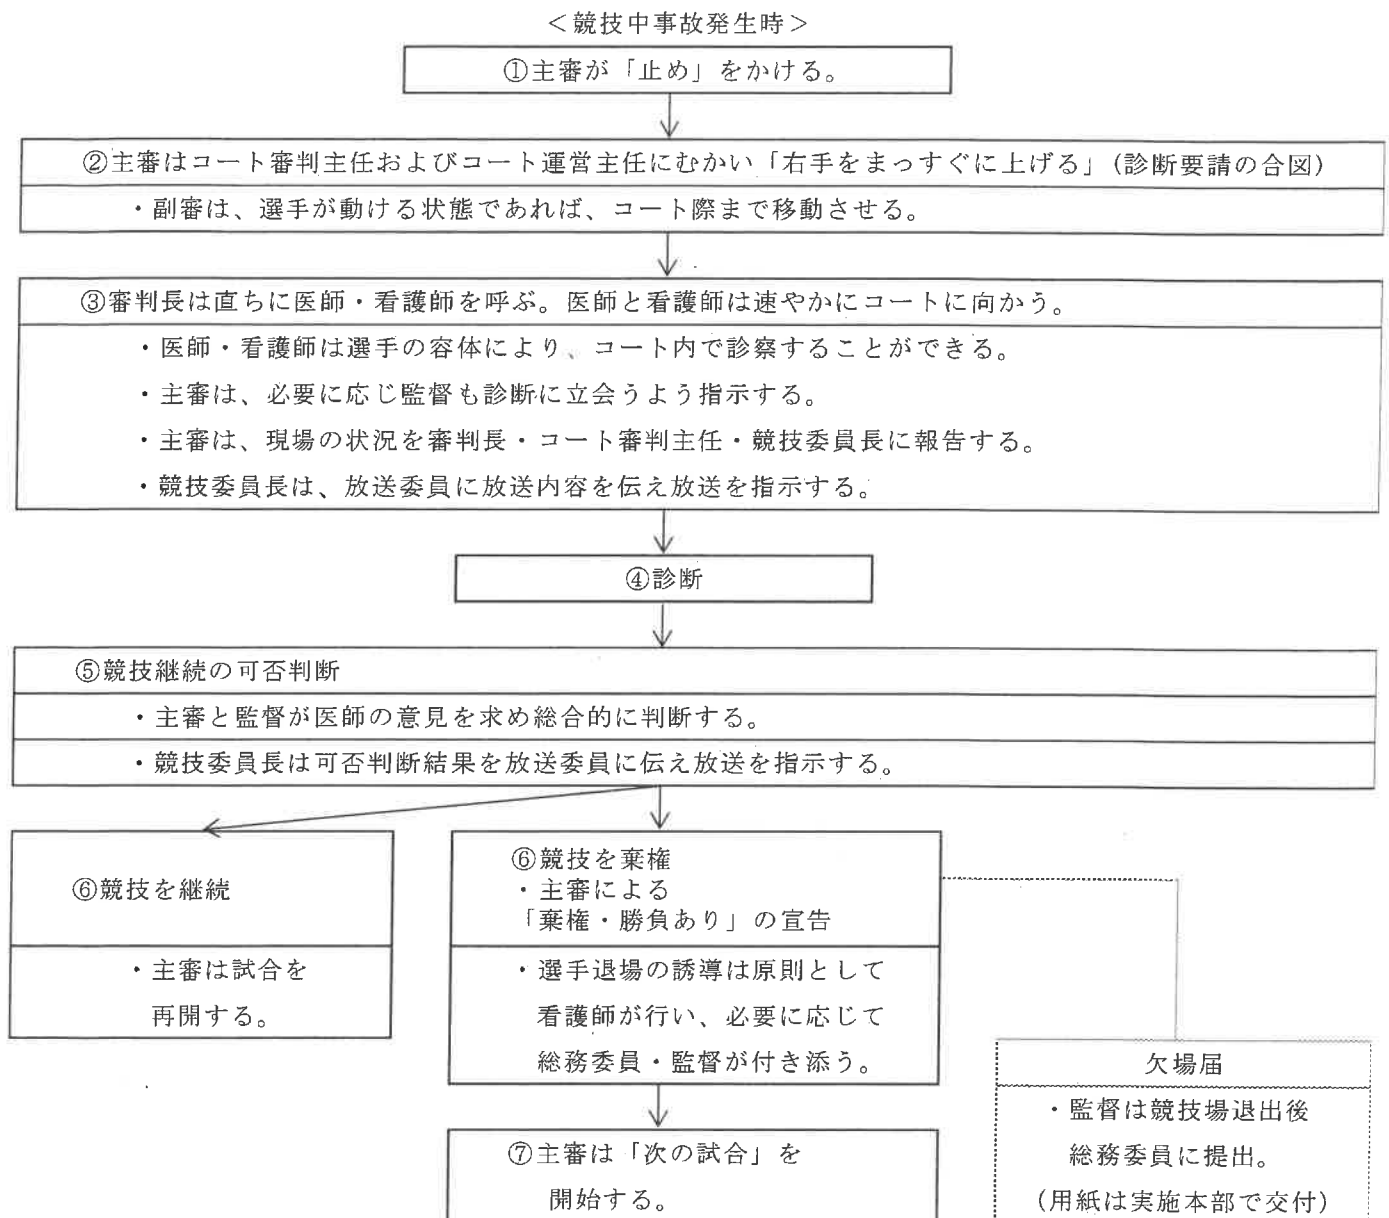 ＜競技中事故発生時＞
①主審が「止め」をかける。
②主審はコート審判主任およびコート運営主任にむかい「右手をまっすぐに上げる」(診断要請の合図)
・副審は、選手が動ける状態であれば、コート際まで移動させる。
③審判長は直ちに医師・看護師を呼ぶ。医師と看護師は速やかにコートに向かう。
・医師・看護師は選手の容体により、コート内で診察することができる。
・主審は、必要に応じ監督も診断に立会うよう指示する。
・主審は、現場の状況を審判長・コート審判主任・競技委員長に報告する。
・競技委員長は、放送委員に放送内容を伝え放送を指示する。
④診断
⑤競技継続の可否判断
・主審と監督が医師の意見を求め総合的に判断する。
・競技委員長は可否判断結果を放送委員に伝え放送を指示する。
⑥競技を継続
・主審は試合を
再開する。
⑥競技を棄権
・主審による
「棄権・勝負あり」の宣告
・選手退場の誘導は原則として
看護師が行い、必要に応じて
総務委員・監督が付き添う。
⑦主審は「次の試合」を
開始する。
欠場届
・監督は競技場退出後
総務委員に提出。
(用紙は実施本部で交付)